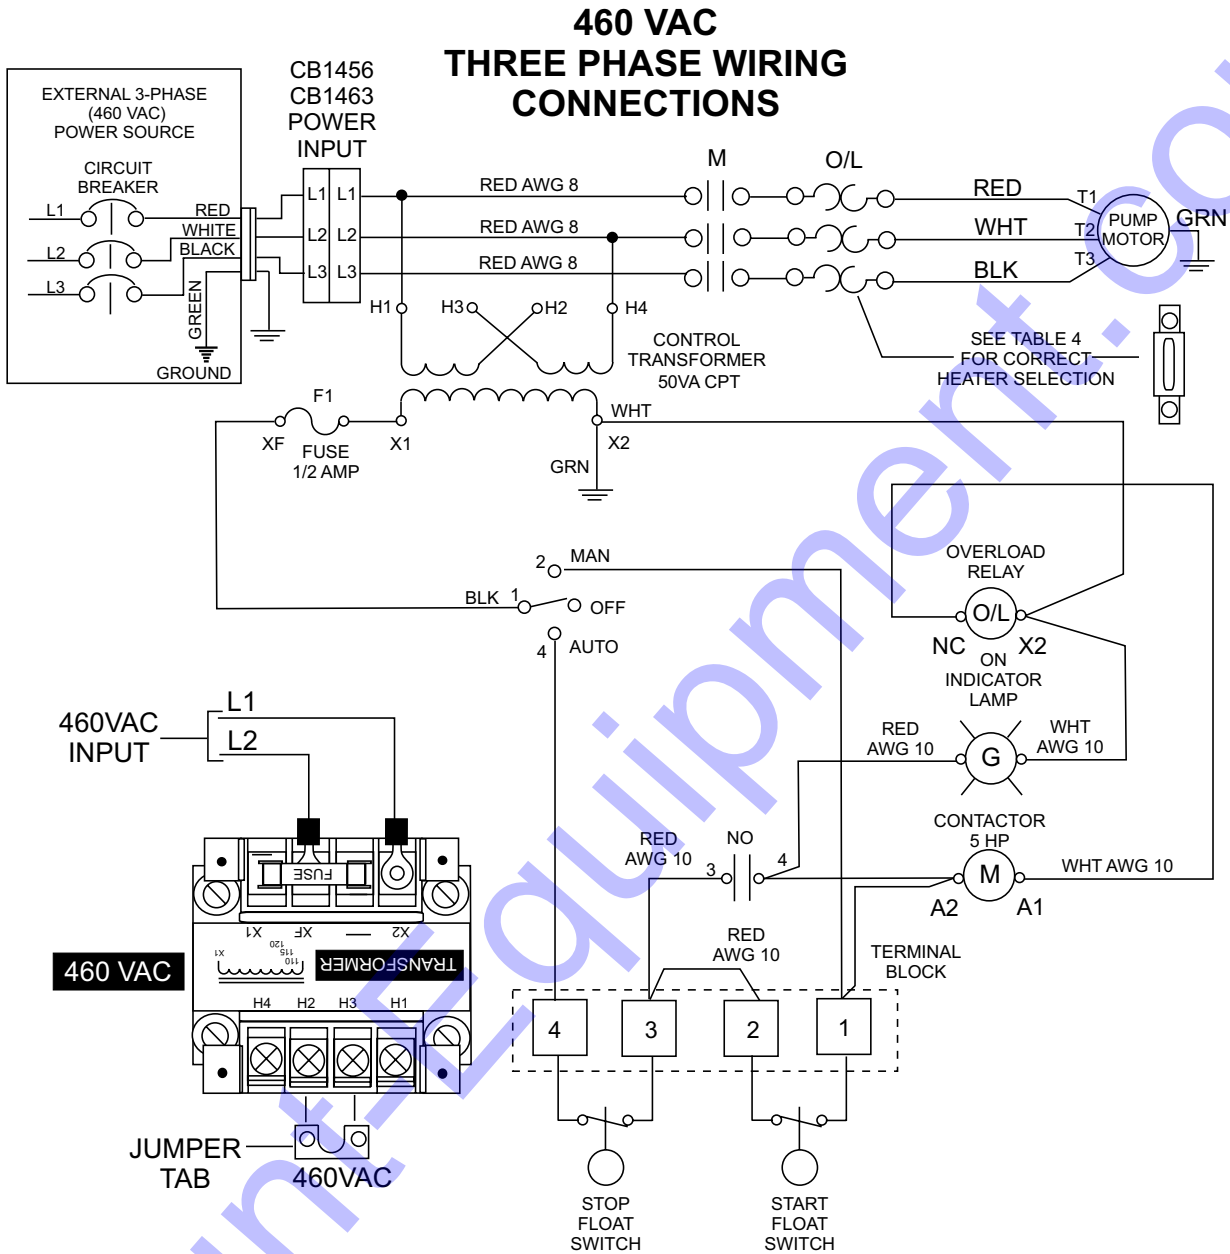 460 VAC
THREE PHASE WIRING
CONNECTIONS
EXTERNAL 3-PHASE
(460 VAC)
POWER SOURCE
CIRCUIT
BREAKER
L1
L2
L3
RED
WHITE
BLACK
GREEN
GROUND
CB1456
CB1463
POWER
INPUT
L1 L1
L2 L2
L3 L3
RED AWG 8
RED AWG 8
RED AWG 8
M
O/L
RED
WHT
BLK
T1
T2
T3
PUMP
MOTOR
GRN
H1
H3
H2
H4
CONTROL
TRANSFORMER
50VA CPT
SEE TABLE 4
FOR CORRECT
HEATER SELECTION
F1
XF
FUSE
1/2 AMP
X1
WHT
X2
GRN
2
MAN
BLK
1
OFF
4
AUTO
OVERLOAD
RELAY
O/L
NC
X2
ON
INDICATOR
LAMP
RED
AWG 10
G
WHT
AWG 10
CONTACTOR
5 HP
M
A2
A1
WHT AWG 10
RED
AWG 10
NO
3
4
RED
AWG 10
TERMINAL
BLOCK
4
3
2
1
STOP
FLOAT
SWITCH
START
FLOAT
SWITCH
460VAC
INPUT
L1
L2
FUSE
X1
XF
X2
X1
120
115
110
TRANSFORMER
460 VAC
H4
H2
H3
H1
JUMPER
TAB
460VAC
nt-Equipment.co